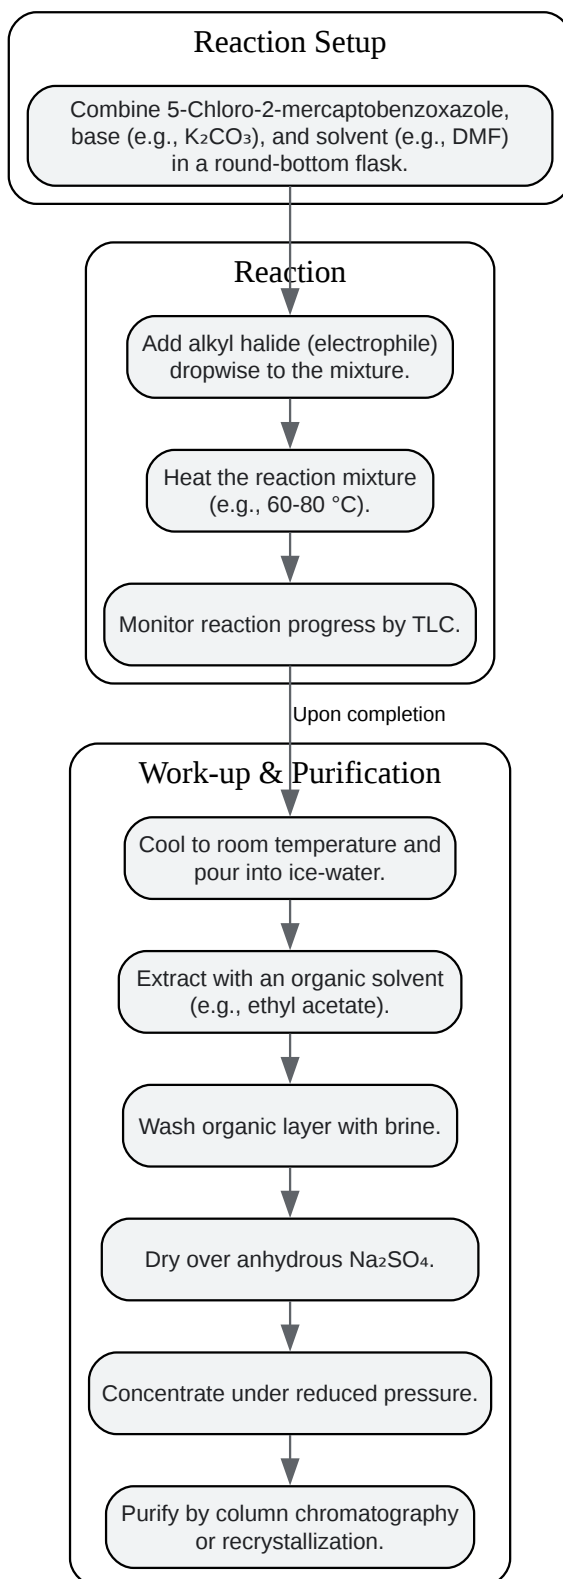 Reaction Setup
Combine 5-Chloro-2-mercaptobenzoxazole,
base (e.g., K₂CO₃), and solvent (e.g., DMF)
in a round-bottom flask.
Reaction
Add alkyl halide (electrophile)
dropwise to the mixture.
Heat the reaction mixture
(e.g., 60-80 °C).
Monitor reaction progress by TLC.
Upon completion
Work-up & Purification
Cool to room temperature and
pour into ice-water.
Extract with an organic solvent
(e.g., ethyl acetate).
Wash organic layer with brine.
Dry over anhydrous Na₂SO₄.
Concentrate under reduced pressure.
Purify by column chromatography
or recrystallization.